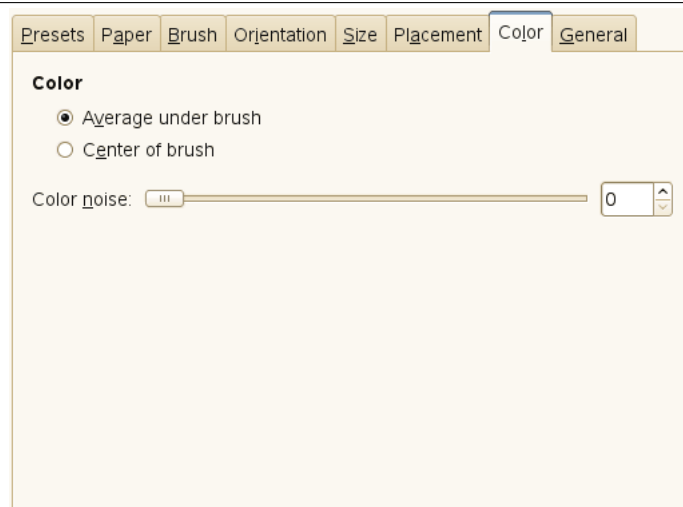 Presets Paper Brush Orientation Size Placement Color General
Color
Average under brush
Center of brush
Color noise: 0